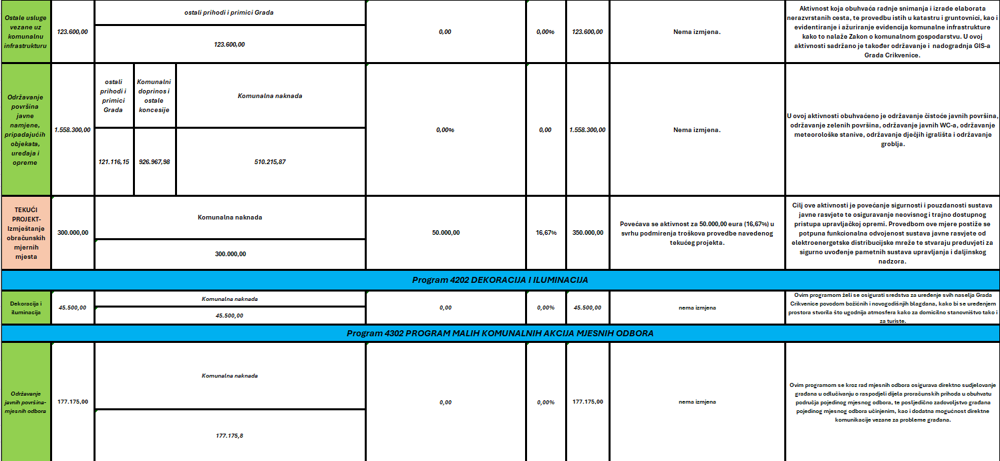 Ostale usluge
vezane uz
komunalnu
infrastrukturu
123.600,00
ostali prihodi i primici Grada
123.600,00
0,00
0,00%
123.600,00
Nema izmjena.
Aktivnost koja obuhvaća radnje snimanja i izrade elaborata
nerazvrstanih cesta, te provedbu istih u katastru i gruntovnici, kao i
evidentiranje i ažuriranje evidencija komunalne infrastrukture
kako to nalaže Zakon o komunalnom gospodarstvu. U ovoj
aktivnosti sadržano je također održavanje i nadogradnja GIS-a
Grada Crikvenice.
Održavanje
površina
javne
namjene,
pripadajućih
objekata,
uređaja i
opreme
1.558.300,00
ostali
prihodi i
primici
Grada
Komunalni
doprinos i
ostale
koncesije
Komunalna naknada
121.116,15
926.967,98
510.215,87
0,00%
0,00
1.558.300,00
Nema izmjena.
U ovoj aktivnosti obuhvaćeno je održavanje čistoće javnih površina,
održavanje zelenih površina, održavanje javnih WC-a, održavanje
meteorološke stanive, održavanje dječjih igrališta i održavanje
groblja.
TEKUĆI
PROJEKT-
Izmještanje
obračunskih
mjernih
mjesta
300.000,00
Komunalna naknada
300.000,00
50.000,00
16,67%
350.000,00
Povećava se aktivnost za 50.000,00 eura (16,67%) u
svrhu podmirenja troškova provedbe navedenog
tekućeg projekta.
Cilj ove aktivnosti je povećanje sigurnosti i pouzdanosti sustava
javne rasvjete te osiguravanje neovisnog i trajno dostupnog
pristupa upravljačkoj opremi. Provedbom ove mjere postiže se
potpuna funkcionalna odvojenost sustava javne rasvjete od
elektroenergetske distribucijske mreže te stvaraju preduvjeti za
sigurno uvođenje pametnih sustava upravljanja i daljinskog
nadzora.
Program 4202 DEKORACIJA I ILUMINACIJA
Dekoracija i
iluminacija
45.500,00
Komunalna naknada
45.500,00
0,00
0,00%
45.500,00
nema izmjena
Ovim programom želi se osigurati sredstva za uređenje svih naselja Grada
Crikvenice povodom božićnih i novogodišnjih blagdana, kako bi se uređenjem
prostora stvorila što ugodnija atmosfera kako za domicilno stanovništvo tako i
za turiste.
Program 4302 PROGRAM MALIH KOMUNALNIH AKCIJA MJESNIH ODBORA
Održavanje
javnih površina-
mjesnih odbora
177.175,00
Komunalna naknada
177.175,8
0,00
0,00%
177.175,00
nema izmjena
Ovim programom se kroz rad mjesnih odbora osigurava direktno sudjelovanje
građana u odlučivanju o raspodjeli dijela proračunskih prihoda u obuhvatu
područja pojedinog mjesnog odbora, te posljedično zadovoljstvo građana
pojedinog mjesnog odbora učinjenim, kao i dodatna mogućnost direktne
komunikacije vezane za probleme građana.